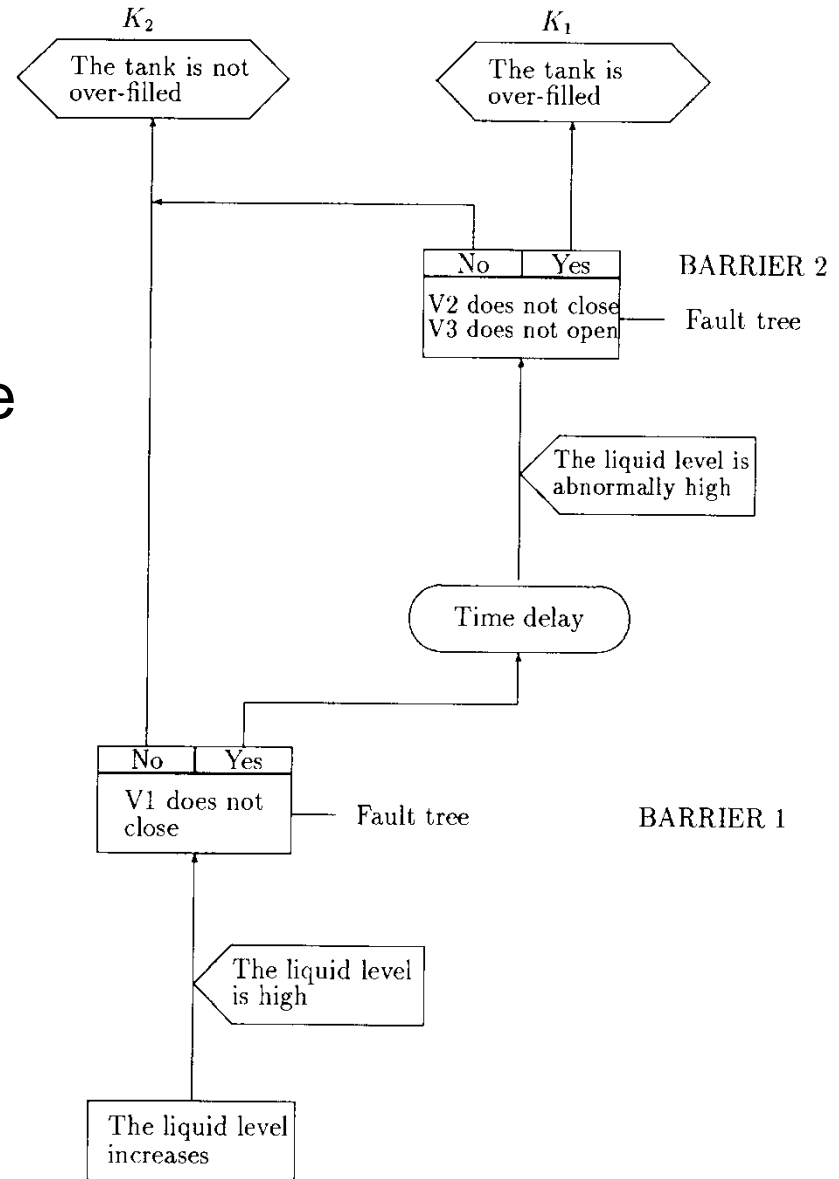 K₂
K₁
The tank is not
over-filled
The tank is
over-filled
No
Yes
BARRIER 2
V2 does not close
V3 does not open
Fault tree
e
The liquid level is
abnormally high
Time delay
No
Yes
V1 does not
close
Fault tree
BARRIER 1
The liquid level
is high
The liquid level
increases